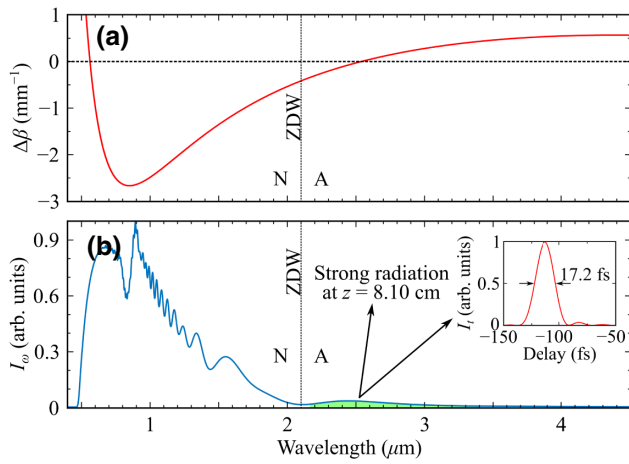 1
(a)
0
−1
−2
−3
Δβ (mm⁻¹)
ZDW
N
A
(b)
0.9
0.6
0.3
0
I_ω (arb. units)
ZDW
Strong radiation
at z = 8.10 cm
N
A
1
0.5
0
I_t (arb. units)
17.2 fs
−150
−100
−50
Delay (fs)
1
2
3
4
Wavelength (μm)